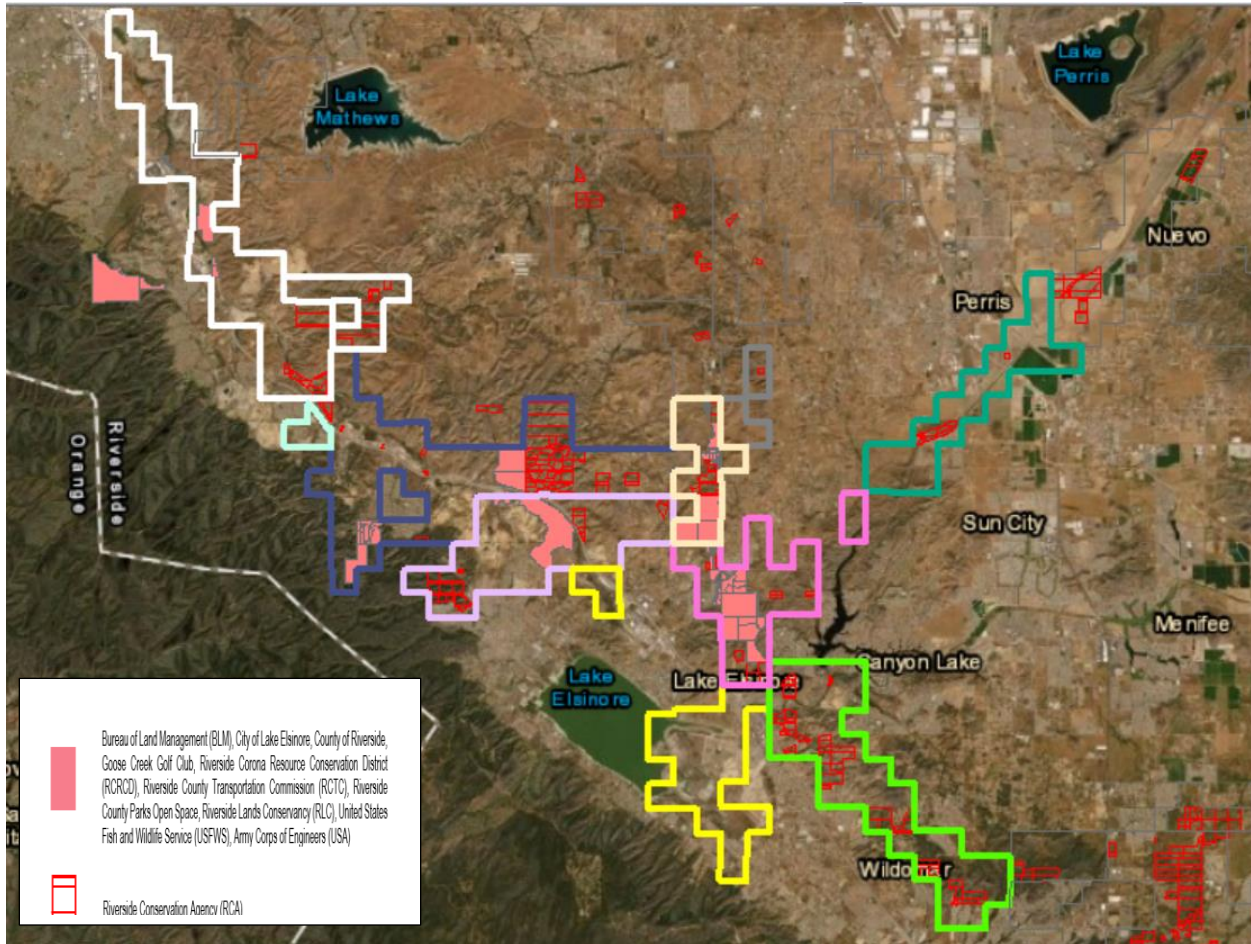 Lake
Mathews
Lake
Perris
Nuevo
Perris
Riverside
Orange
Sun City
Menifee
Canyon Lake
Lake Elsinore
Lake
Elsinore
Wildomar
Bureau of Land Management (BLM), City of Lake Elsinore, County of Riverside,
Goose Creek Golf Club, Riverside Corona Resource Conservation District
(RCRCD), Riverside County Transportation Commission (RCTC), Riverside
County Parks Open Space, Riverside Lands Conservancy (RLC), United States
Fish and Wildlife Service (USFWS), Army Corps of Engineers (USA)
Riverside Conservation Agency (RCA)